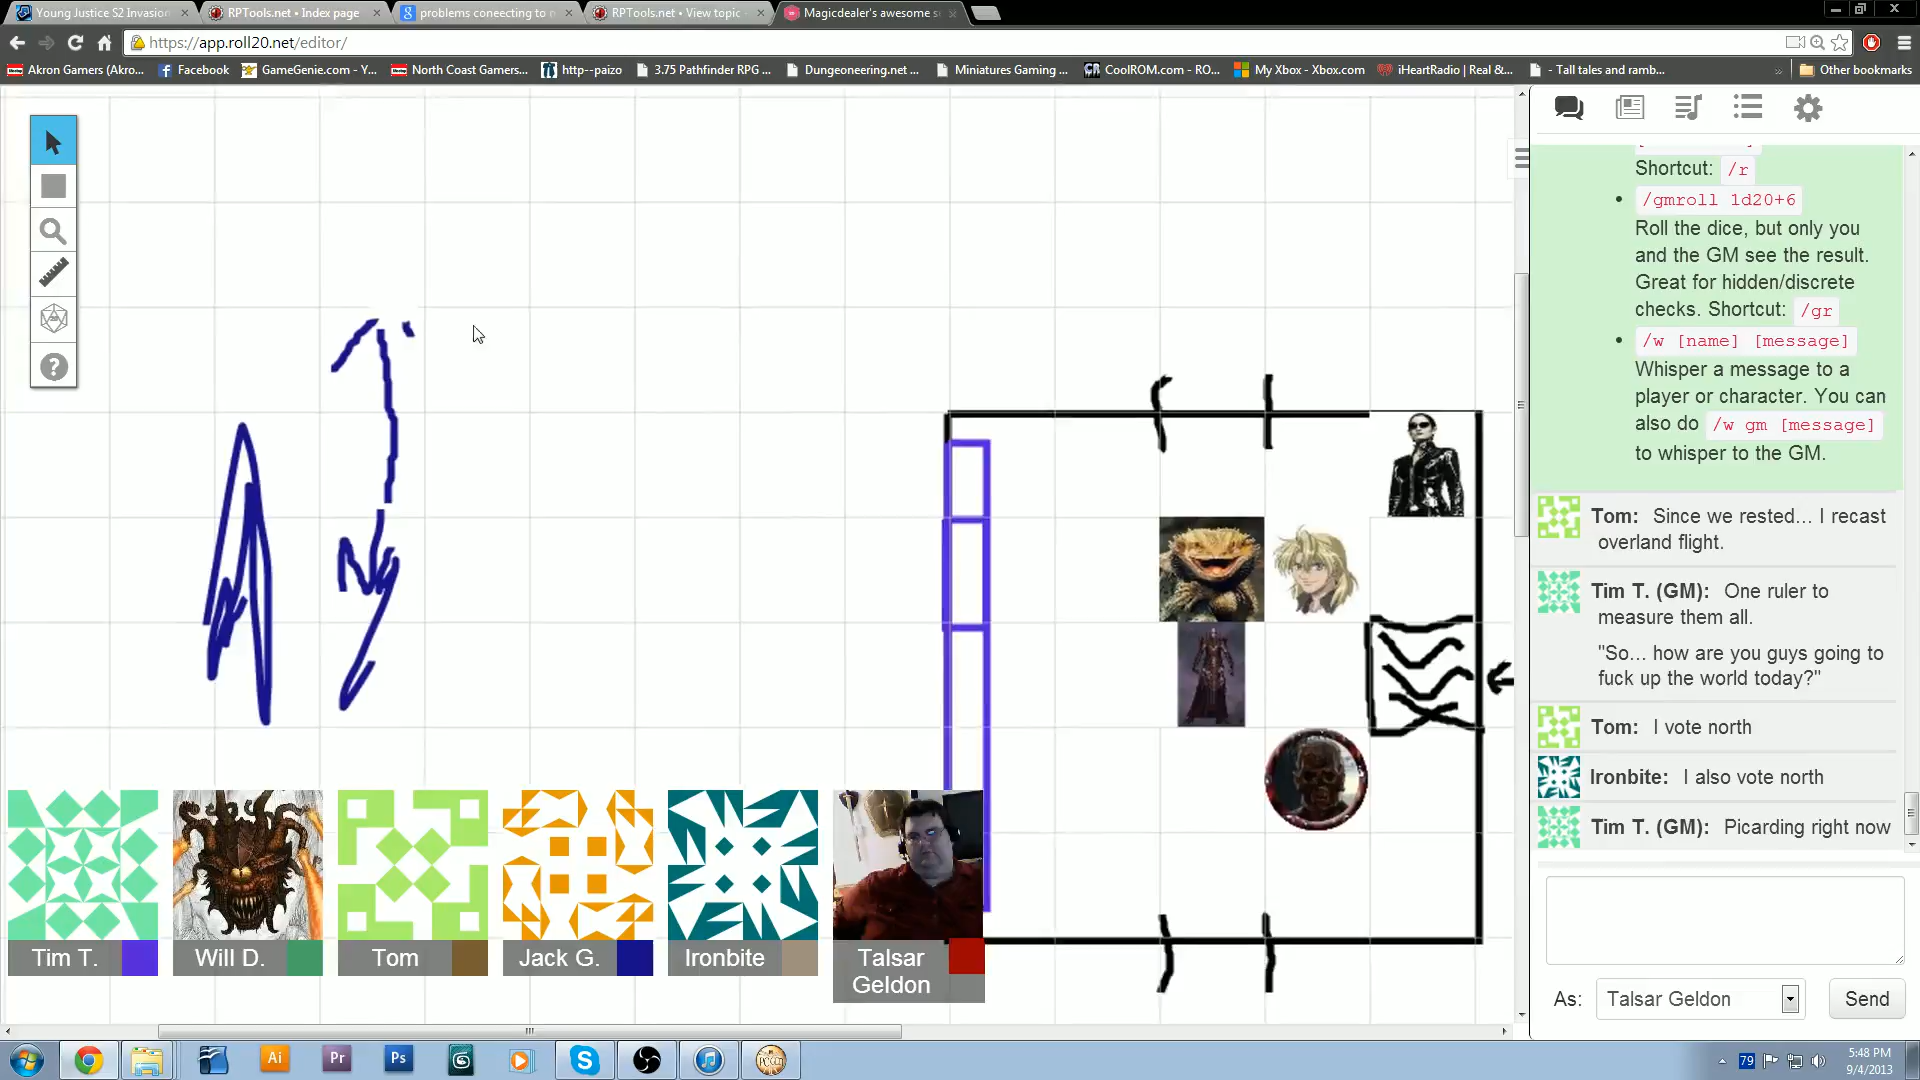 Young Justice S2 Invasion
RPTools.net • Index page
problems coneecting to
RPTools.net • View topic
Magicdealer's awesome s
https://app.roll20.net/editor/
Akron Gamers (Akro...
Facebook
GameGenie.com - Y...
North Coast Gamers...
http--paizo
3.75 Pathfinder RPG ...
Dungeoneering.net ...
Miniatures Gaming ...
CoolROM.com - RO...
My Xbox - Xbox.com
iHeartRadio | Real &...
- Tall tales and ramb...
Other bookmarks
Shortcut: /r
• /gmroll 1d20+6
Roll the dice, but only you
and the GM see the result.
Great for hidden/discrete
checks. Shortcut: /gr
• /w [name] [message]
Whisper a message to a
player or character. You can
also do /w gm [message]
to whisper to the GM.
Tom: Since we rested... I recast
overland flight.
Tim T. (GM): One ruler to
measure them all.
"So... how are you guys going to
fuck up the world today?"
Tom: I vote north
Ironbite: I also vote north
Tim T. (GM): Picarding right now
As: Talsar Geldon
Send
Tim T.
Will D.
Tom
Jack G.
Ironbite
Talsar
Geldon
Ai
Pr
Ps
79
5:48 PM
9/4/2013